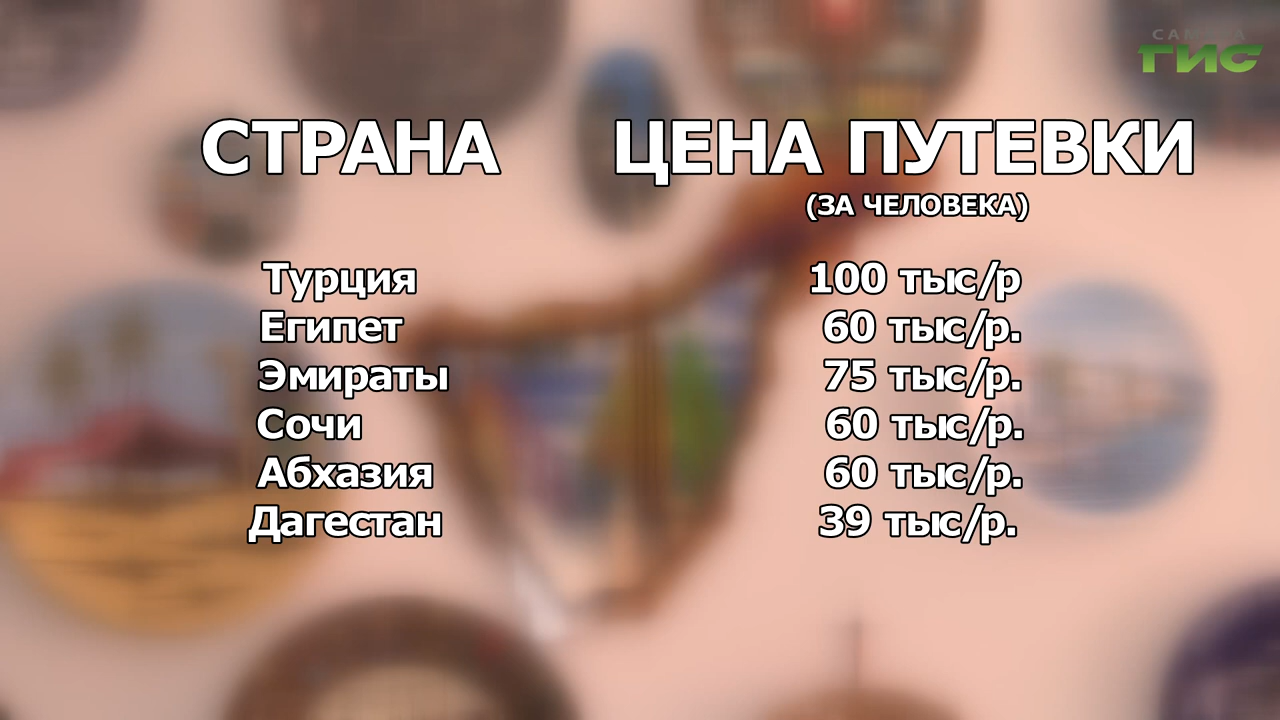 САМАРА
ГИС
СТРАНА ЦЕНА ПУТЕВКИ
(ЗА ЧЕЛОВЕКА)
Турция 100 тыс/р
Египет 60 тыс/р.
Эмираты 75 тыс/р.
Сочи 60 тыс/р.
Абхазия 60 тыс/р.
Дагестан 39 тыс/р.